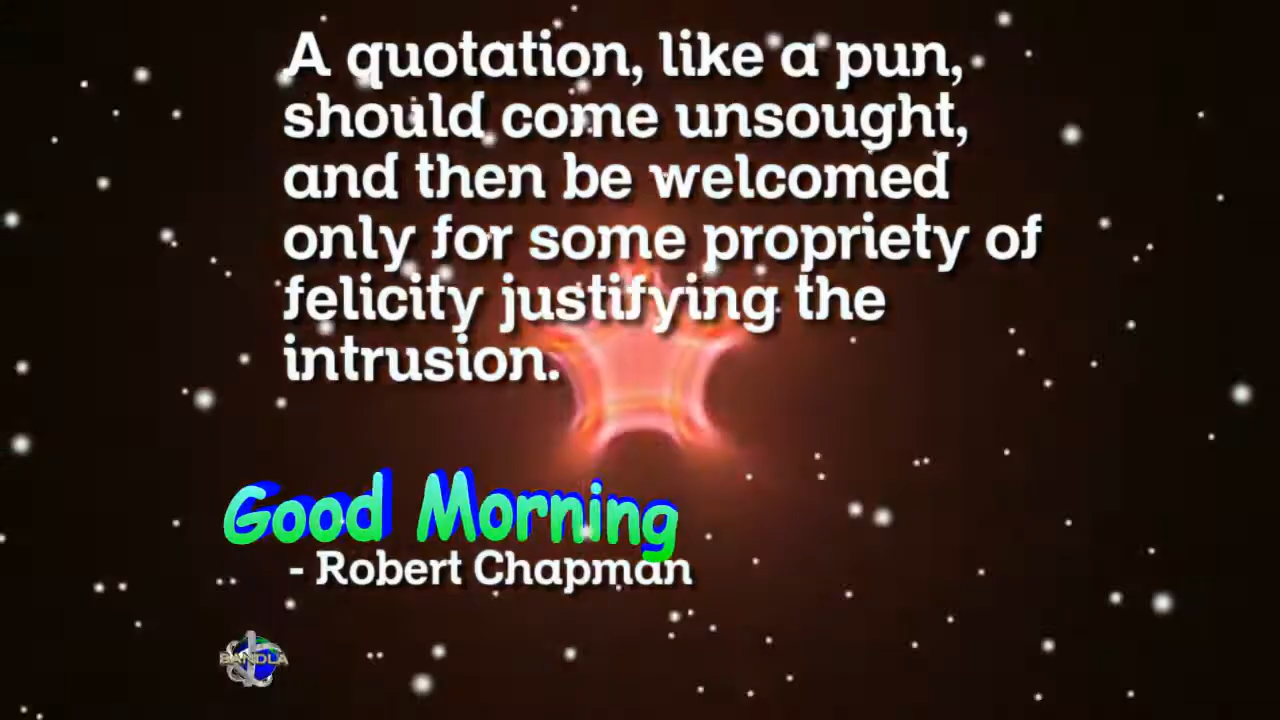 A quotation, like a pun,
should come unsought,
and then be welcomed
only for some propriety of
felicity justifying the
intrusion.
Good Morning
- Robert Chapman
BANDLA